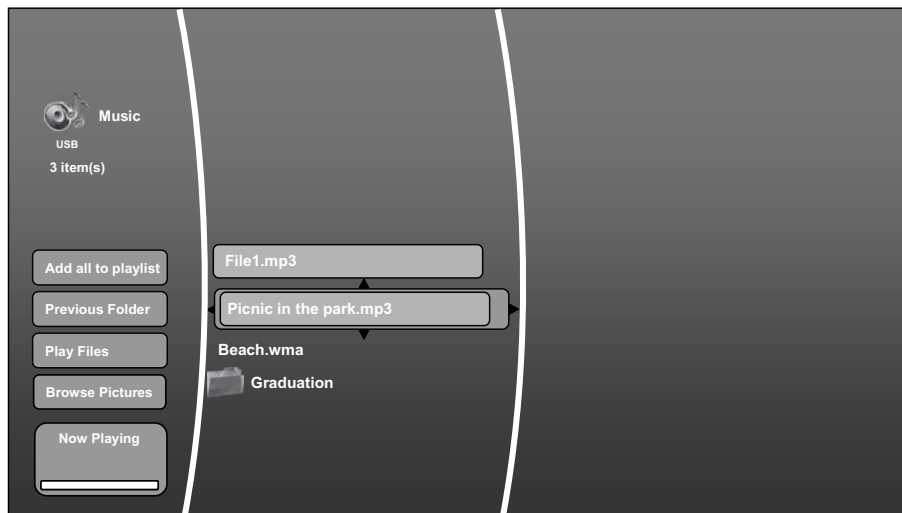 Music
USB
3 item(s)
Add all to playlist
Previous Folder
Play Files
Browse Pictures
Now Playing
File1.mp3
Picnic in the park.mp3
Beach.wma
Graduation